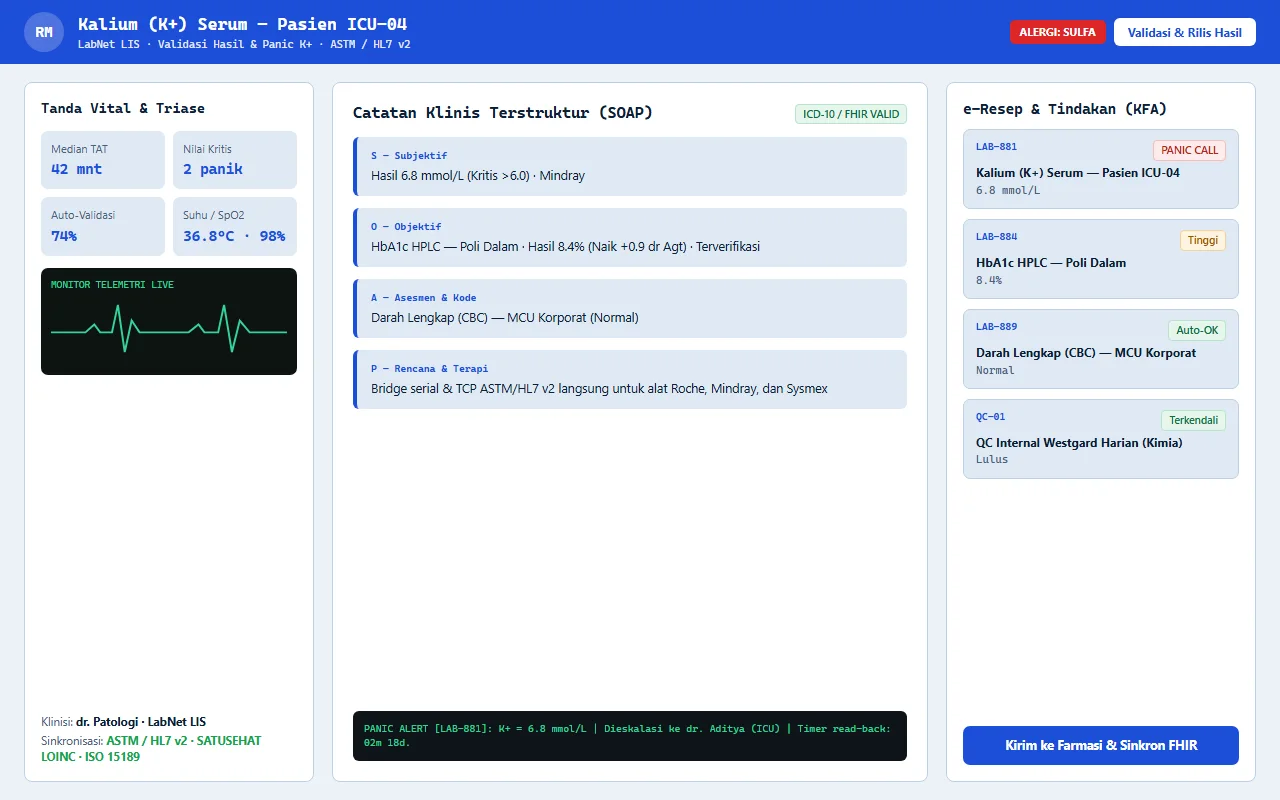 RM
Kalium (K+) Serum — Pasien ICU-04
LabNet LIS · Validasi Hasil & Panic K+ · ASTM / HL7 v2
ALERGI: SULFA
Validasi & Rilis Hasil
Tanda Vital & Triase
Median TAT
42 mnt
Nilai Kritis
2 panik
Auto-Validasi
74%
Suhu / SpO2
36.8°C · 98%
MONITOR TELEMETRI LIVE
Klinisi: dr. Patologi · LabNet LIS
Sinkronisasi: ASTM / HL7 v2 · SATUSEHAT
LOINC · ISO 15189
Catatan Klinis Terstruktur (SOAP)
ICD-10 / FHIR VALID
S — Subjektif
Hasil 6.8 mmol/L (Kritis >6.0) · Mindray
O — Objektif
HbA1c HPLC — Poli Dalam · Hasil 8.4% (Naik +0.9 dr Agt) · Terverifikasi
A — Asesmen & Kode
Darah Lengkap (CBC) — MCU Korporat (Normal)
P — Rencana & Terapi
Bridge serial & TCP ASTM/HL7 v2 langsung untuk alat Roche, Mindray, dan Sysmex
PANIC ALERT [LAB-881]: K+ = 6.8 mmol/L | Dieskalasi ke dr. Aditya (ICU) | Timer read-back:
02m 18d.
e-Resep & Tindakan (KFA)
LAB-881
PANIC CALL
Kalium (K+) Serum — Pasien ICU-04
6.8 mmol/L
LAB-884
Tinggi
HbA1c HPLC — Poli Dalam
8.4%
LAB-889
Auto-OK
Darah Lengkap (CBC) — MCU Korporat
Normal
QC-01
Terkendali
QC Internal Westgard Harian (Kimia)
Lulus
Kirim ke Farmasi & Sinkron FHIR